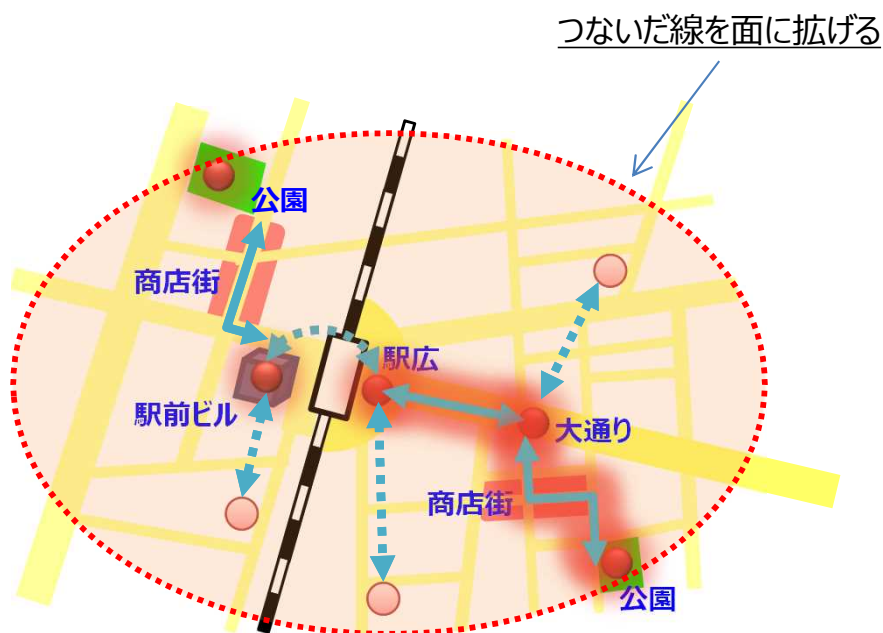 つないだ線を面に拡げる
公園
商店街
駅広
駅前ビル
大通り
商店街
公園